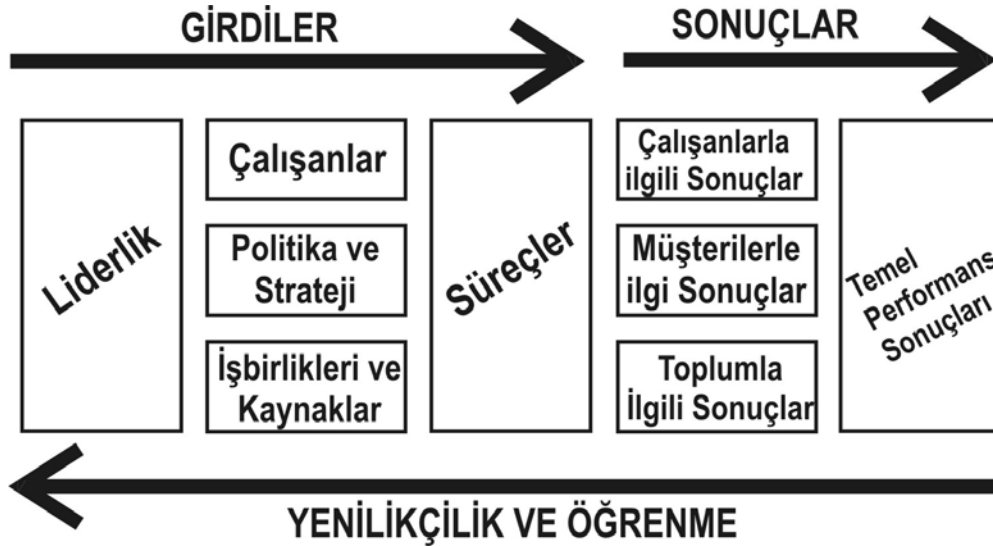 GİRDİLER
SONUÇLAR
Liderlik
Çalışanlar
Politika ve
Strateji
İşbirlikleri ve
Kaynaklar
Süreçler
Çalışanlarla
ilgili Sonuçlar
Müşterilerle
ilgi Sonuçlar
Toplumla
İlgili Sonuçlar
Temel
Performans
Sonuçları
YENİLİKÇİLİK VE ÖĞRENME